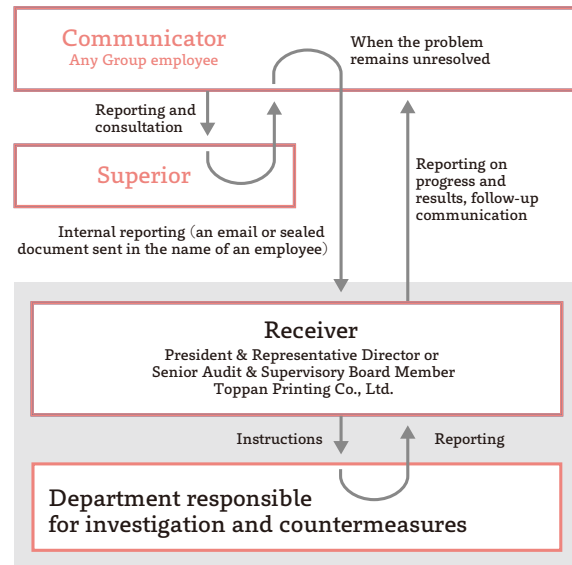 Communicator
Any Group employee
When the problem
remains unresolved
Reporting and
consultation
Superior
Reporting on
progress and
results, follow-up
communication
Internal reporting (an email or sealed
document sent in the name of an employee)
Receiver
President & Representative Director or
Senior Audit & Supervisory Board Member
Toppan Printing Co., Ltd.
Instructions
Reporting
Department responsible
for investigation and countermeasures